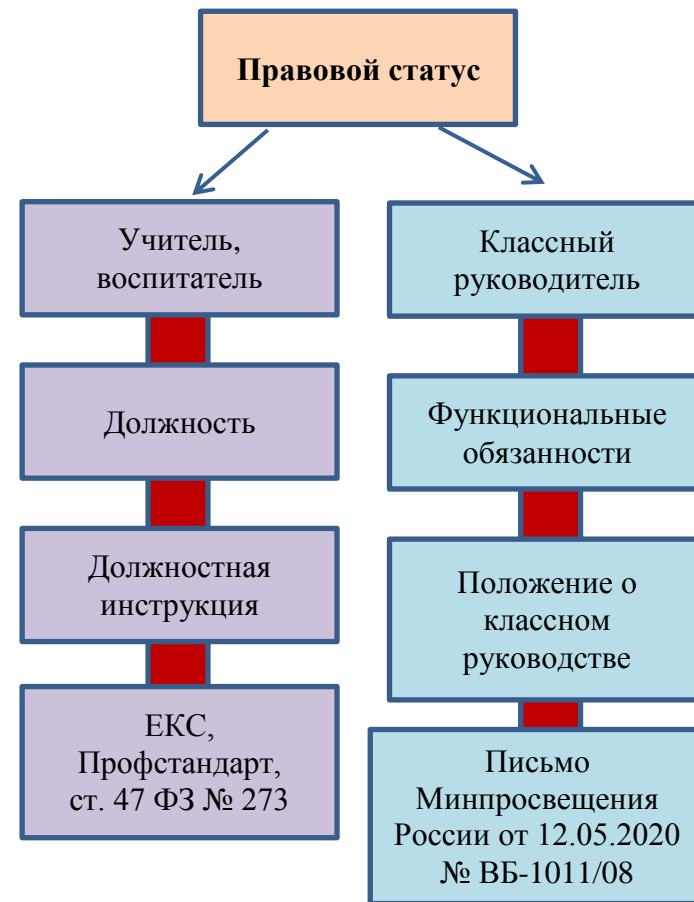 Правовой статус
Учитель,
воспитатель
Должность
Должностная
инструкция
ЕКС,
Профстандарт,
ст. 47 ФЗ № 273
Классный
руководитель
Функциональные
обязанности
Положение о
классном
руководстве
Письмо
Минпросвещения
России от 12.05.2020
№ ВБ-1011/08